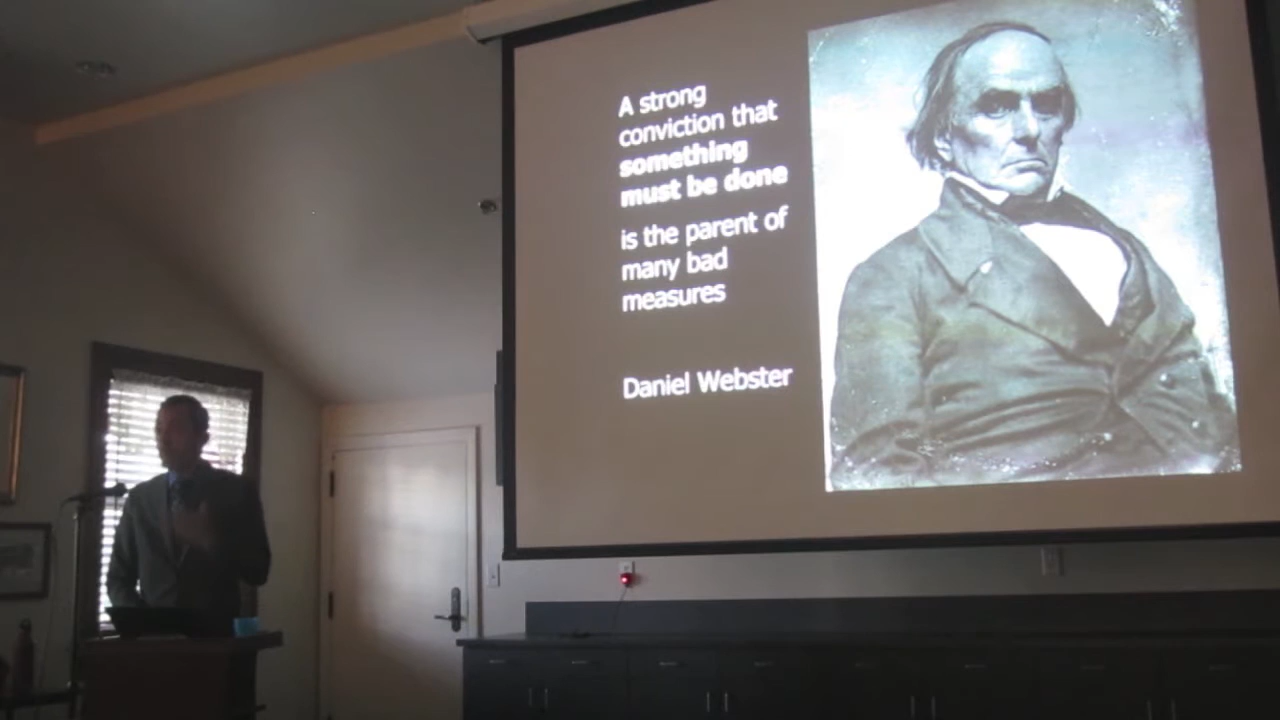 A strong
conviction that
something
must be done
is the parent of
many bad
measures
Daniel Webster